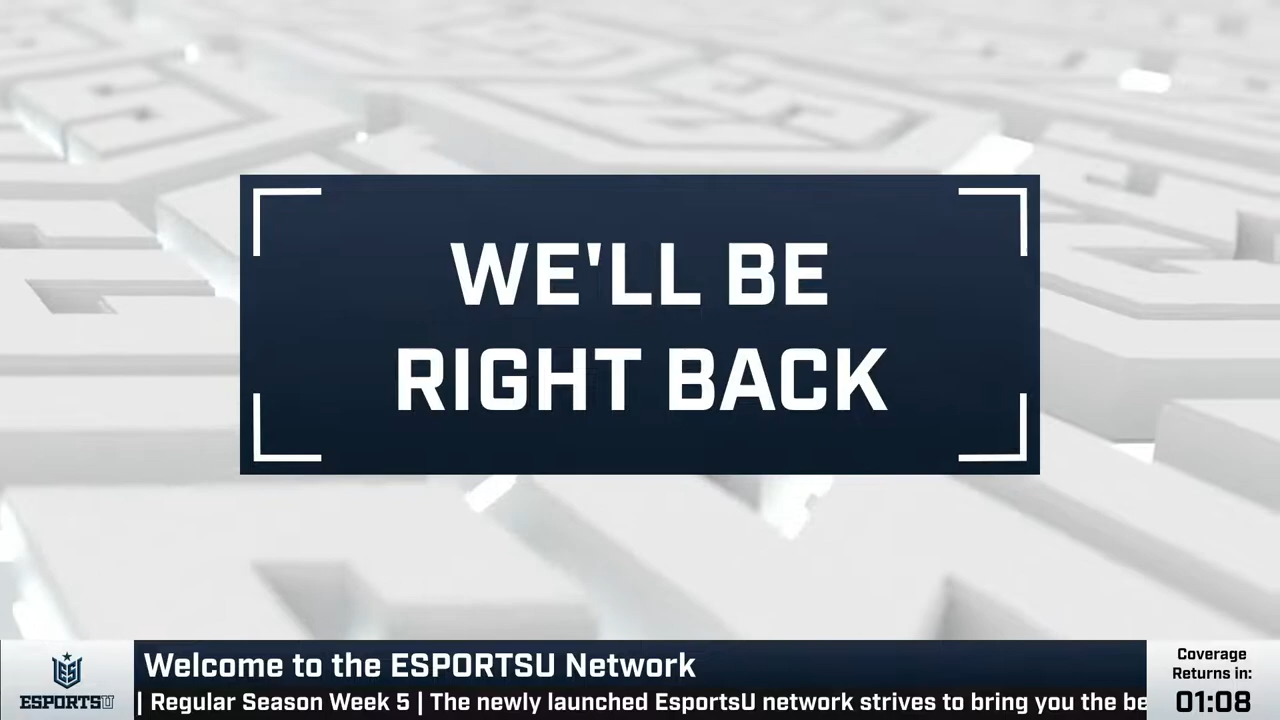 WE'LL BE
RIGHT BACK
ESPORTSU
Welcome to the ESPORTSU Network
| Regular Season Week 5 | The newly launched EsportsU network strives to bring you the be
Coverage
Returns in:
01:08